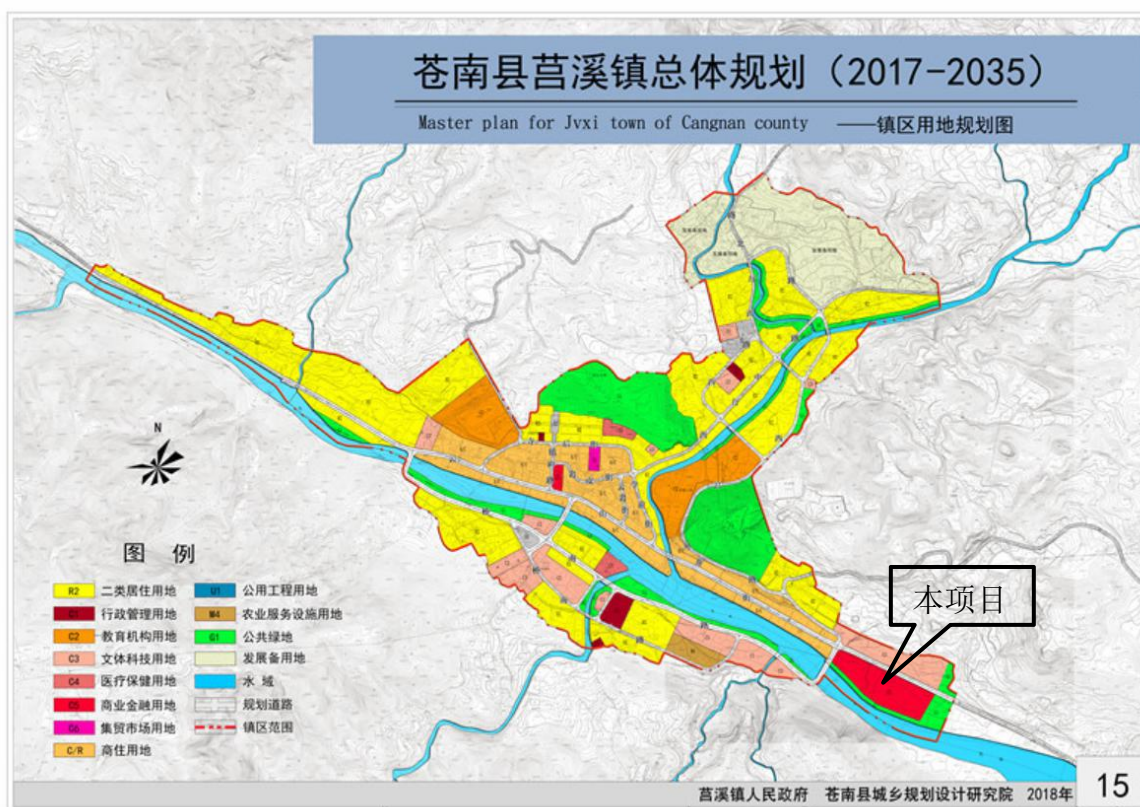 苍南县莒溪镇总体规划（2017-2035）
Master plan for Jvxi town of Cangnan county ——镇区用地规划图
N
图 例
R2 二类居住用地
C1 行政管理用地
C2 教育机构用地
C3 文体科技用地
C4 医疗保健用地
C5 商业金融用地
C6 集贸市场用地
C/R 商住用地
U1 公用工程用地
M4 农业服务设施用地
G1 公共绿地
发展备用地
水 域
规划道路
镇区范围
本项目
莒溪镇人民政府 苍南县城乡规划设计研究院 2018年 15